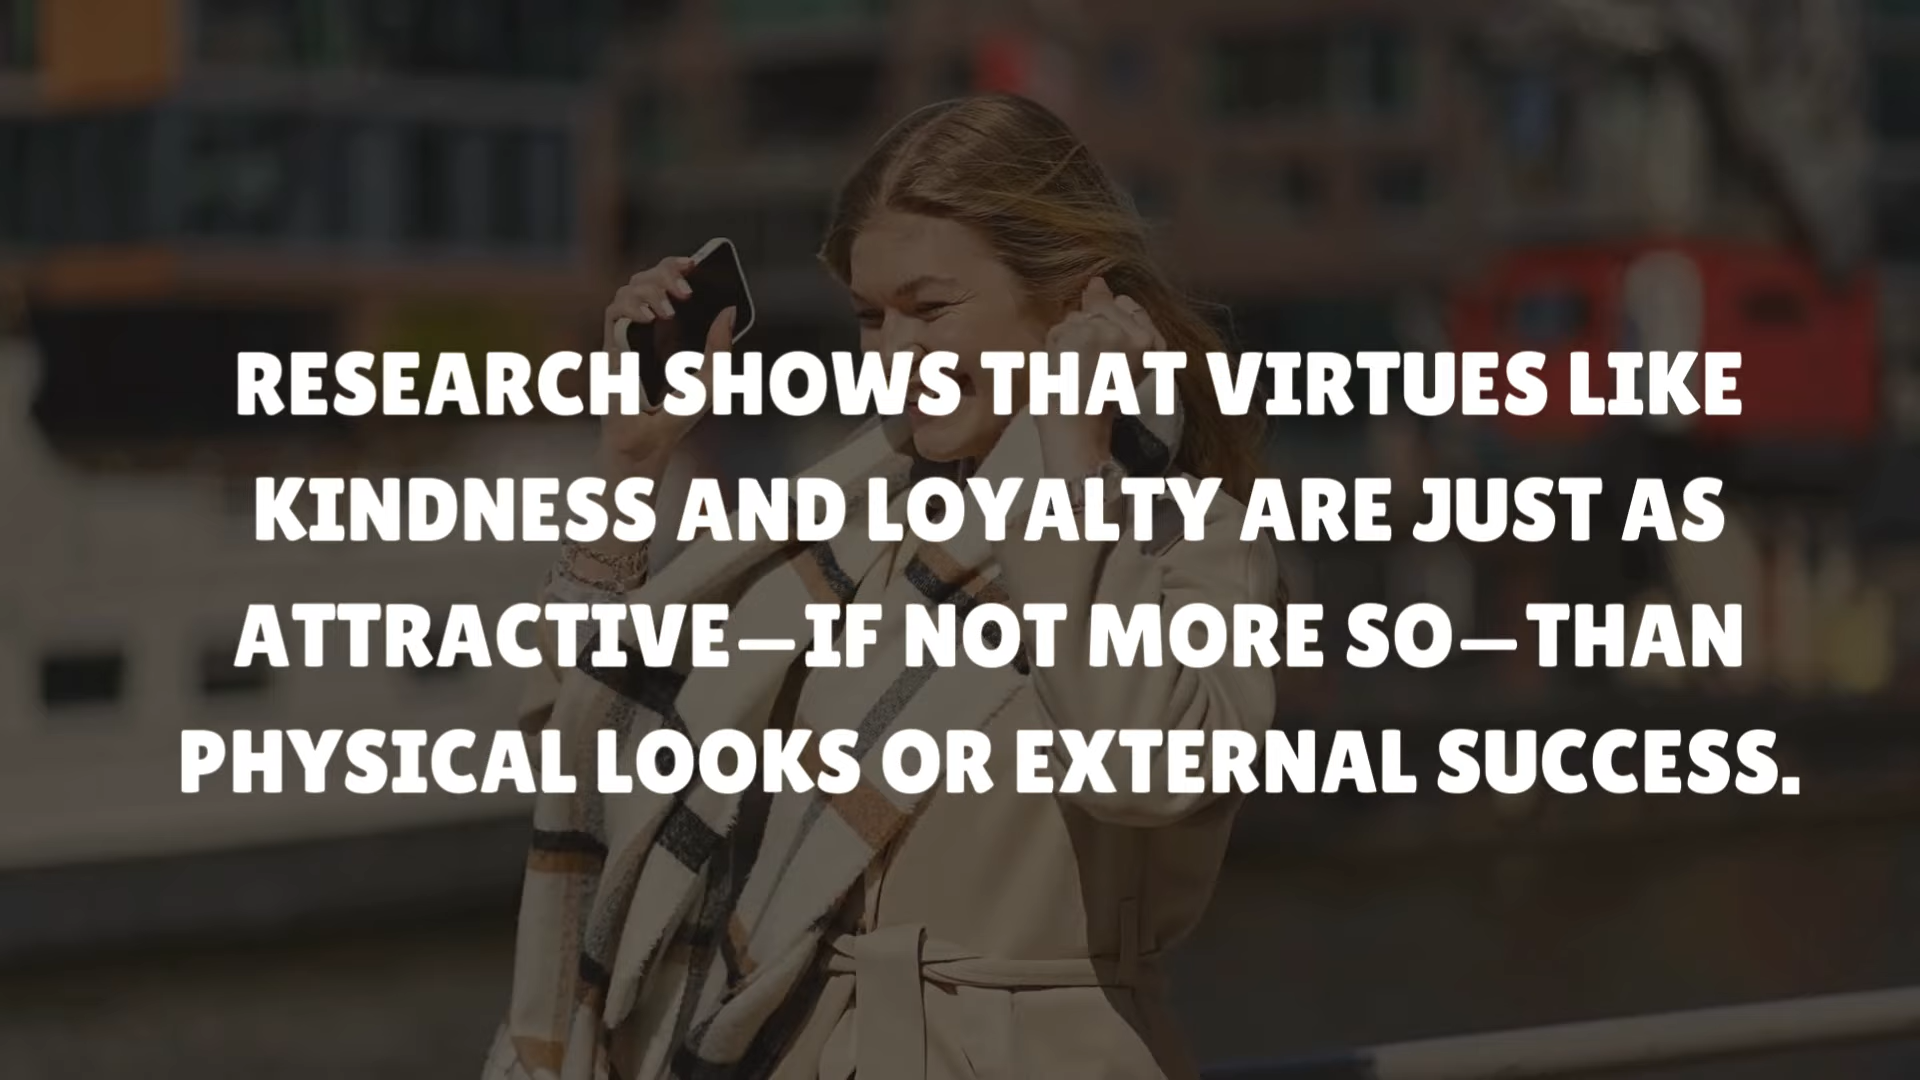 RESEARCH SHOWS THAT VIRTUES LIKE
KINDNESS AND LOYALTY ARE JUST AS
ATTRACTIVE—IF NOT MORE SO—THAN
PHYSICAL LOOKS OR EXTERNAL SUCCESS.